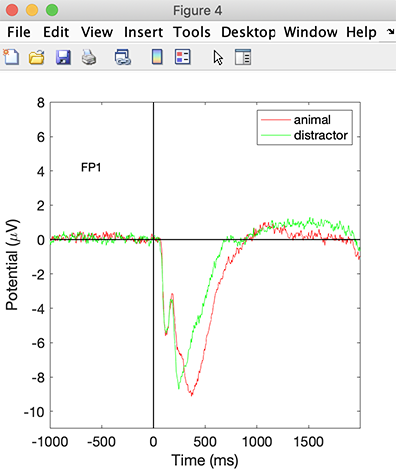 Figure 4
File Edit View Insert Tools Desktop Window Help
8
6
4
2
0
-2
-4
-6
-8
-10
Potential (μV)
FP1
animal
distractor
-1000 -500 0 500 1000 1500
Time (ms)